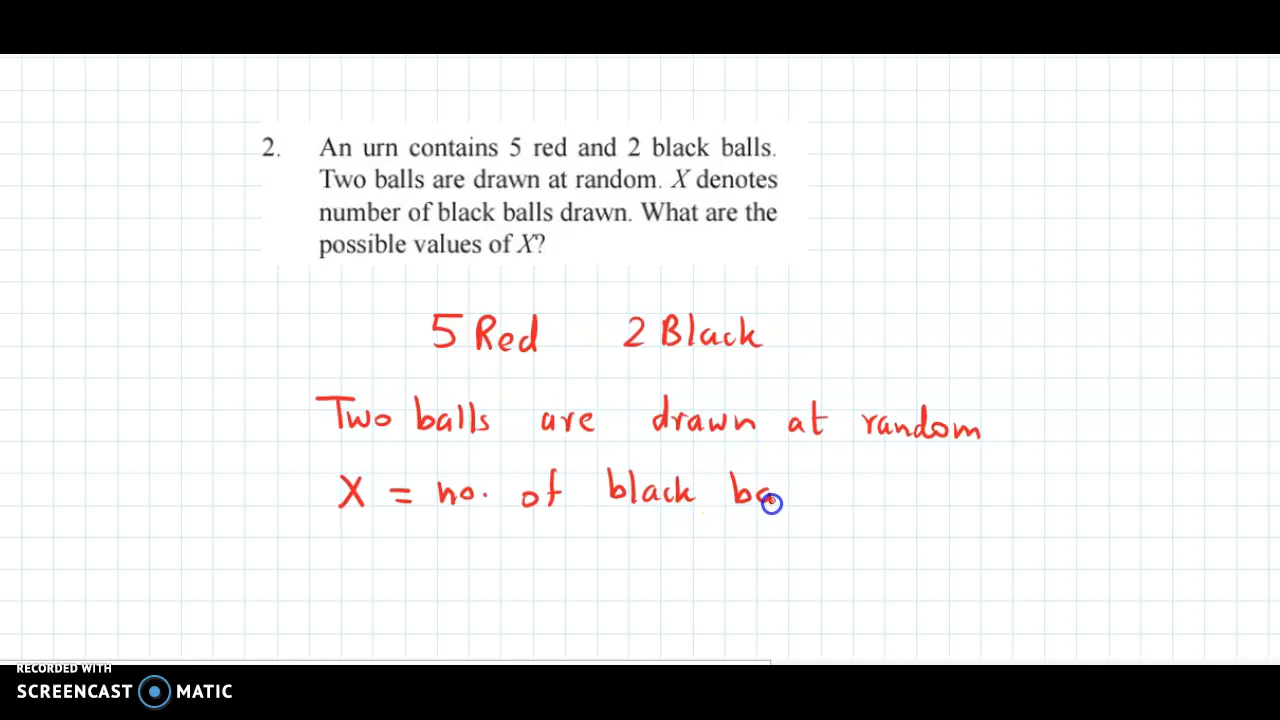 2. An urn contains 5 red and 2 black balls.
Two balls are drawn at random. X denotes
number of black balls drawn. What are the
possible values of X?
5 Red 2 Black
Two balls are drawn at random
X = no. of black ba
RECORDED WITH
SCREENCAST MATIC